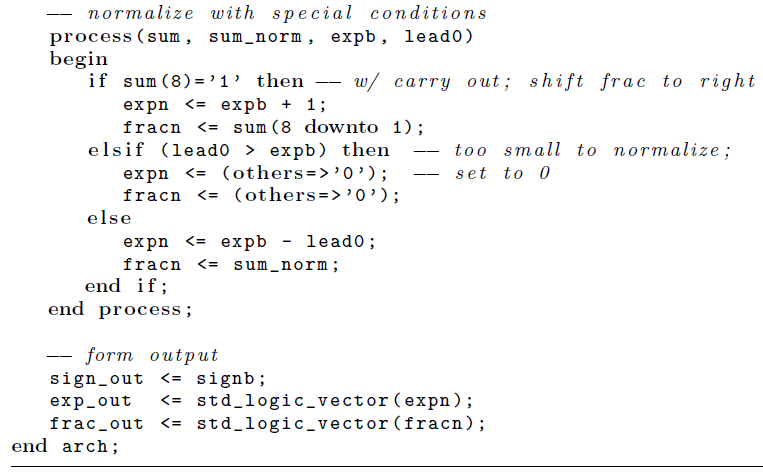 -- normalize with special conditions
process(sum, sum_norm, expb, lead0)
begin
if sum(8)='1' then -- w/ carry out; shift frac to right
expn <= expb + 1;
fracn <= sum(8 downto 1);
elsif (lead0 > expb) then -- too small to normalize;
expn <= (others=>'0'); -- set to 0
fracn <= (others=>'0');
else
expn <= expb - lead0;
fracn <= sum_norm;
end if;
end process;
-- form output
sign_out <= signb;
exp_out <= std_logic_vector(expn);
frac_out <= std_logic_vector(fracn);
end arch;